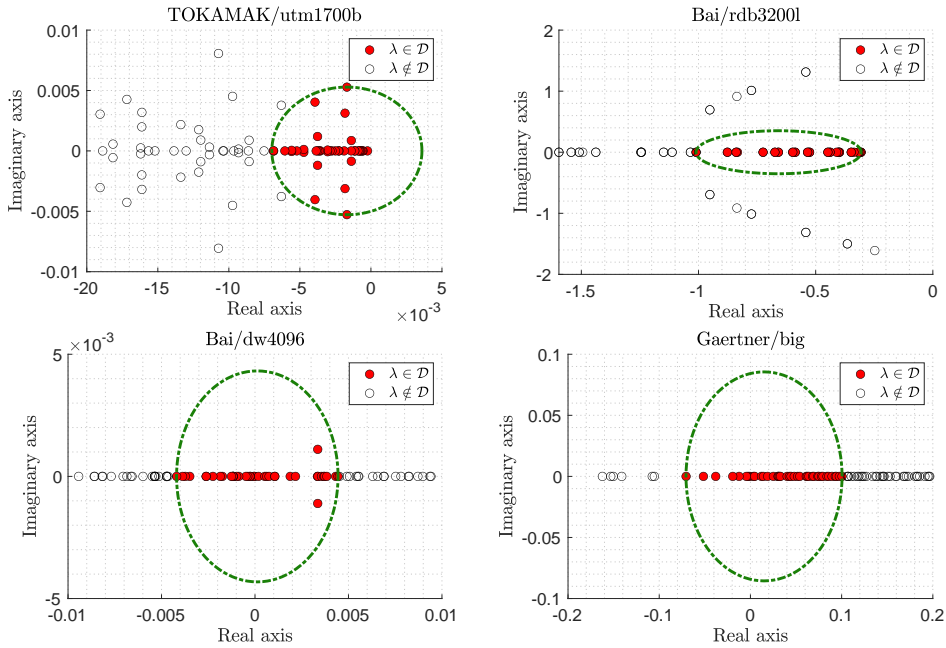 TOKAMAK/utm1700b
0.01
0.005
0
-0.005
-0.01
Imaginary axis
λ ∈ 𝒟
λ ∉ 𝒟
-20 -15 -10 -5 0 5
Real axis
×10⁻³
Bai/rdb3200l
2
1
0
-1
-2
Imaginary axis
λ ∈ 𝒟
λ ∉ 𝒟
-1.5 -1 -0.5 0
Real axis
Bai/dw4096
×10⁻³
5
0
-5
Imaginary axis
λ ∈ 𝒟
λ ∉ 𝒟
-0.01 -0.005 0 0.005 0.01
Real axis
Gaertner/big
0.1
0.05
0
-0.05
-0.1
Imaginary axis
λ ∈ 𝒟
λ ∉ 𝒟
-0.2 -0.1 0 0.1 0.2
Real axis